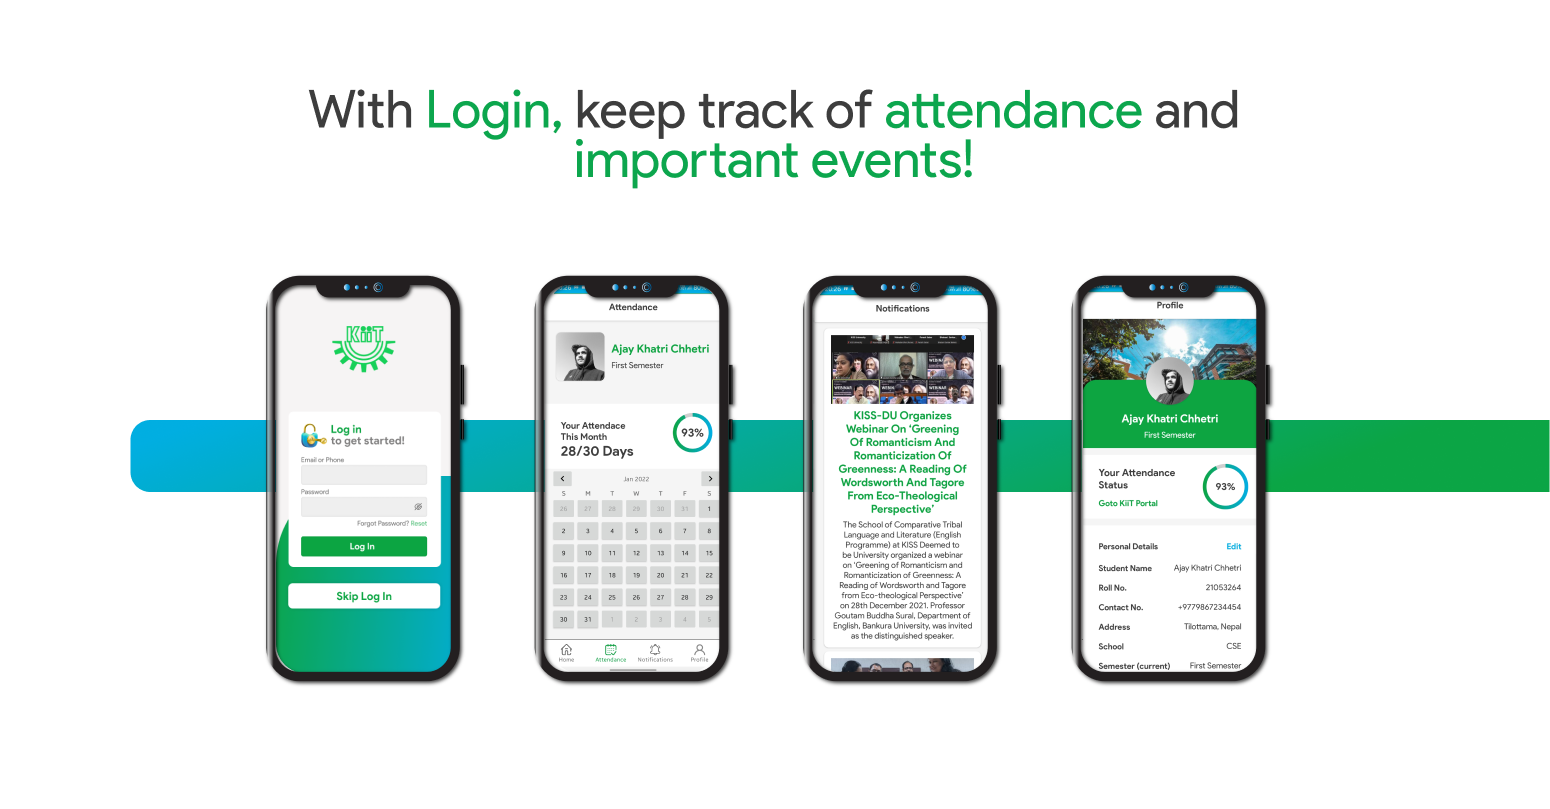 With Login, keep track of attendance and
important events!
KiiT
Log in
to get started!
Email or Phone
Password
Forgot Password? Reset
Log In
Skip Log In
Attendance
Ajay Khatri Chhetri
First Semester
Your Attendace
This Month
28/30 Days
93%
Jan 2022
S M T W T F S
26 27 28 29 30 31 1
2 3 4 5 6 7 8
9 10 11 12 13 14 15
16 17 18 19 20 21 22
23 24 25 26 27 28 29
30 31 1 2 3 4 5
Home Attendance Notifications Profile
Notifications
WEBINAR
KISS-DU Organizes
Webinar On ‘Greening
Of Romanticism And
Romanticization Of
Greenness: A Reading Of
Wordsworth And Tagore
From Eco-Theological
Perspective’
The School of Comparative Tribal
Language and Literature (English
Programme) at KISS Deemed to
be University organized a webinar
on ‘Greening of Romanticism and
Romanticization of Greenness: A
Reading of Wordsworth and Tagore
from Eco-theological Perspective’
on 28th December 2021. Professor
Goutam Buddha Sural, Department of
English, Bankura University, was invited
as the distinguished speaker.
Profile
Ajay Khatri Chhetri
First Semester
Your Attendance
Status
93%
Goto KiiT Portal
Personal Details Edit
Student Name Ajay Khatri Chhetri
Roll No. 21053264
Contact No. +9779867234454
Address Tilottama, Nepal
School CSE
Semester (current) First Semester